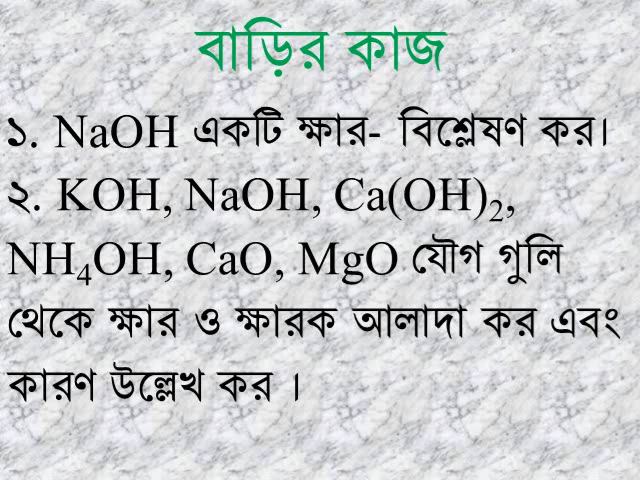 বাড়ির কাজ
১. NaOH একটি ক্ষার- বিশ্লেষণ কর।
২. KOH, NaOH, Ca(OH)₂,
NH₄OH, CaO, MgO যৌগ গুলি
থেকে ক্ষার ও ক্ষারক আলাদা কর এবং
কারণ উল্লেখ কর ।